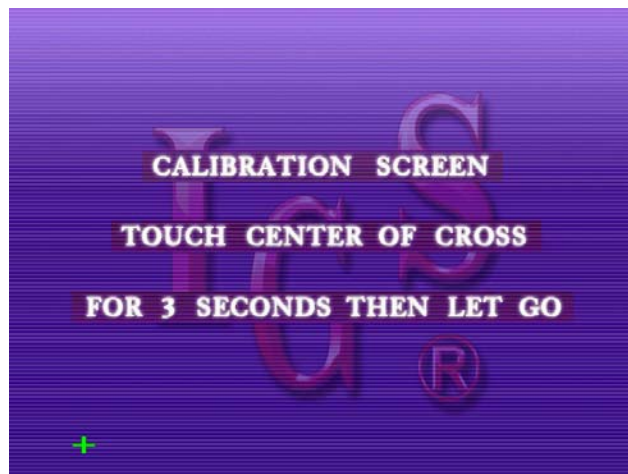 CALIBRATION SCREEN
TOUCH CENTER OF CROSS
FOR 3 SECONDS THEN LET GO
IGS
®